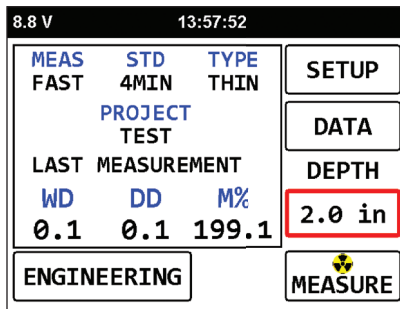 8.8 V 13:57:52
MEAS STD TYPE
FAST 4MIN THIN
PROJECT
TEST
LAST MEASUREMENT
WD DD M%
0.1 0.1 199.1
ENGINEERING
SETUP
DATA
DEPTH
2.0 in
MEASURE